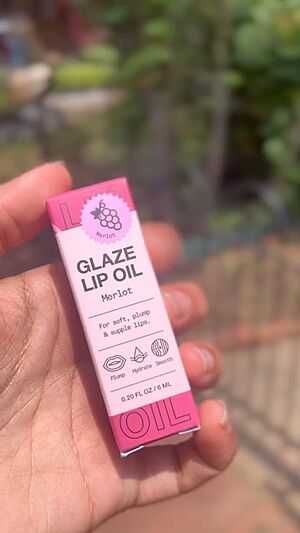 L
Merlot
GLAZE
LIP OIL
Merlot
For soft, plump
& supple lips.
Plump Hydrate Smooth
0.20 FL OZ / 6 ML
OIL